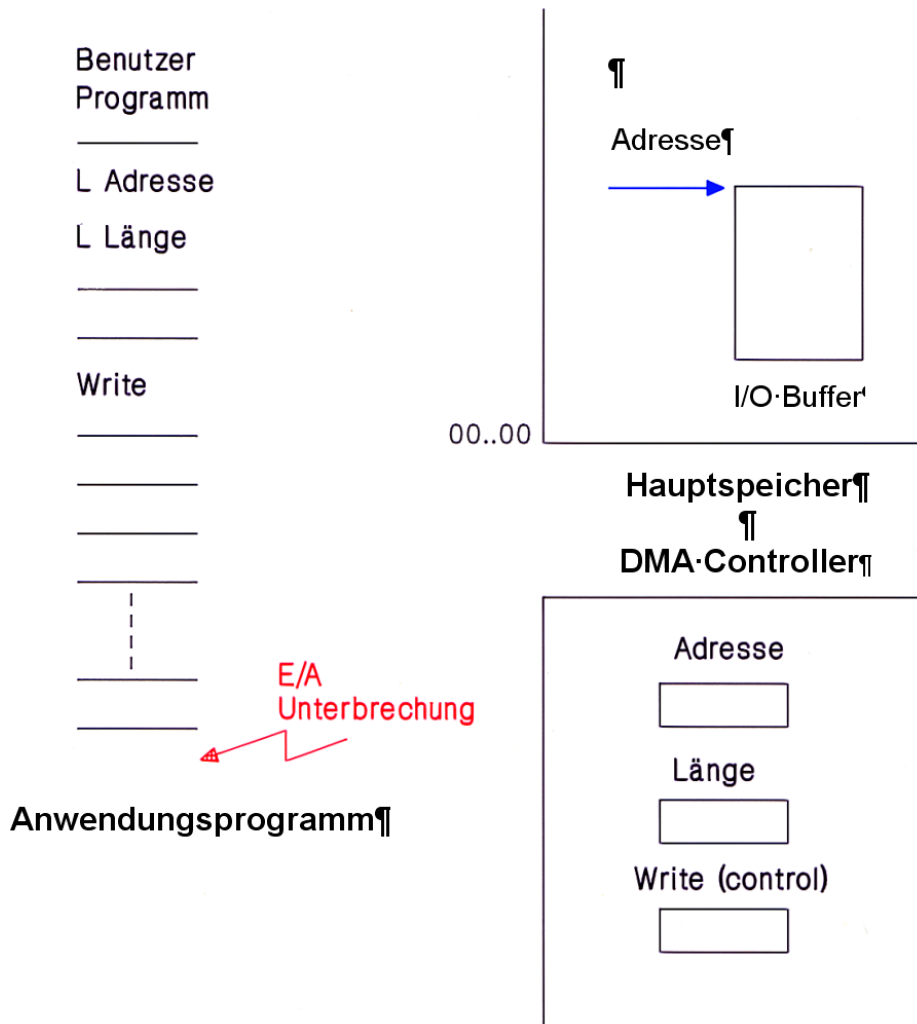 Benutzer
Programm
L Adresse
L Länge
Write
E/A
Unterbrechung
Anwendungsprogramm¶
¶
Adresse¶
I/O·Buffer¶
00..00
Hauptspeicher¶
¶
DMA·Controller¶
Adresse
Länge
Write (control)